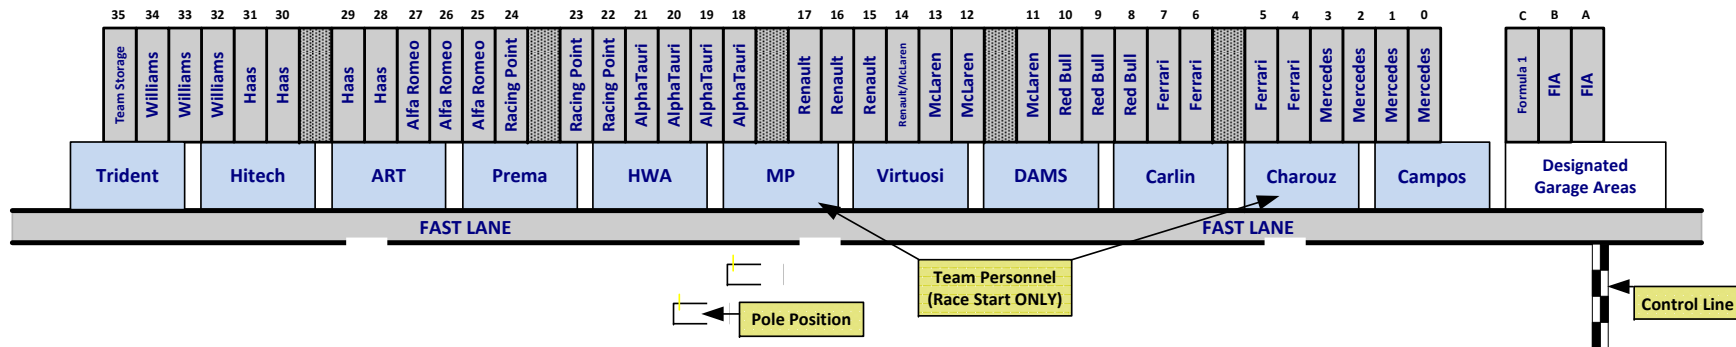 35 34 33 32 31 30 29 28 27 26 25 24 23 22 21 20 19 18 17 16 15 14 13 12 11 10 9 8 7 6 5 4 3 2 1 0 C B A
Team Storage
Williams
Williams
Williams
Haas
Haas
Haas
Haas
Alfa Romeo
Alfa Romeo
Alfa Romeo
Racing Point
Racing Point
Racing Point
AlphaTauri
AlphaTauri
AlphaTauri
AlphaTauri
Renault
Renault
Renault
Renault/McLaren
McLaren
McLaren
McLaren
Red Bull
Red Bull
Red Bull
Ferrari
Ferrari
Ferrari
Ferrari
Mercedes
Mercedes
Mercedes
Mercedes
Formula 1
FIA
FIA
Trident Hitech ART Prema HWA MP Virtuosi DAMS Carlin Charouz Campos
Designated
Garage Areas
FAST LANE FAST LANE
Team Personnel
(Race Start ONLY)
Pole Position
Control Line